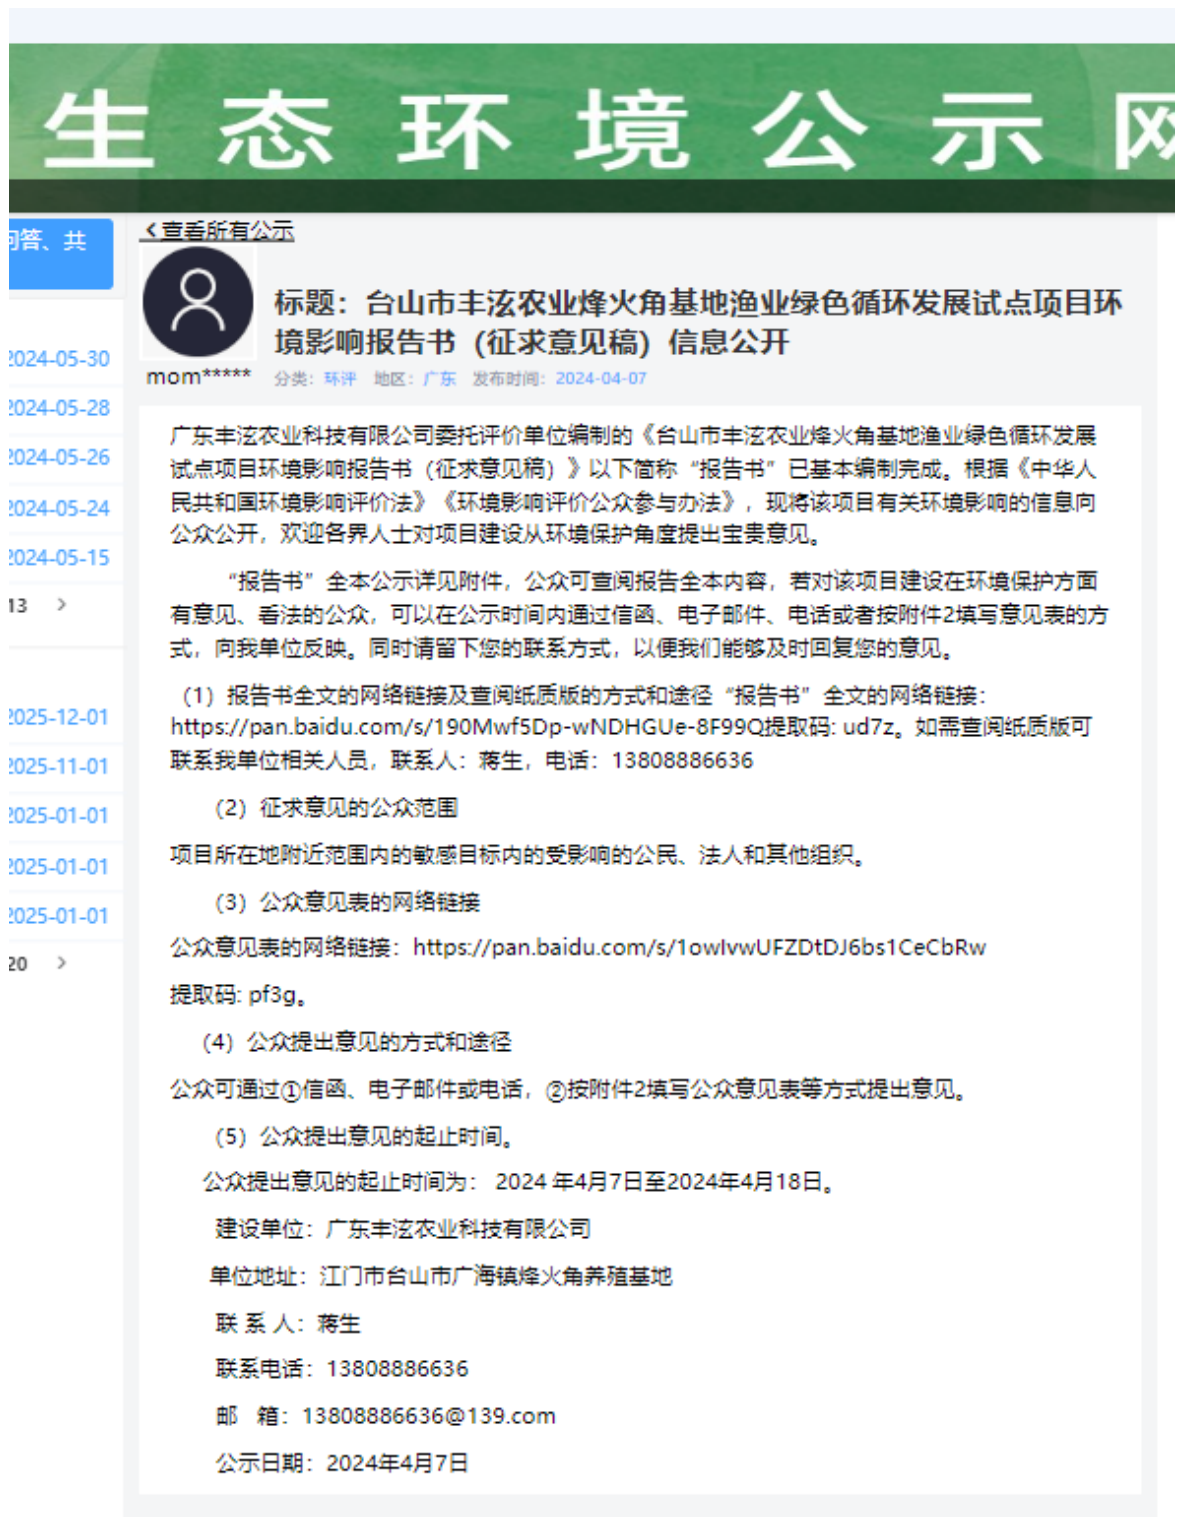 生态环境公示网
‹ 查看所有公示
问答、共
mom*****
标题：台山市丰泫农业烽火角基地渔业绿色循环发展试点项目环
境影响报告书（征求意见稿）信息公开
分类：环评 地区：广东 发布时间：2024-04-07
2024-05-30
2024-05-28
2024-05-26
2024-05-24
2024-05-15
13 >
2025-12-01
2025-11-01
2025-01-01
2025-01-01
2025-01-01
20 >
广东丰泫农业科技有限公司委托评价单位编制的《台山市丰泫农业烽火角基地渔业绿色循环发展
试点项目环境影响报告书（征求意见稿）》以下简称“报告书”已基本编制完成。根据《中华人
民共和国环境影响评价法》《环境影响评价公众参与办法》，现将该项目有关环境影响的信息向
公众公开，欢迎各界人士对项目建设从环境保护角度提出宝贵意见。
“报告书”全本公示详见附件，公众可查阅报告全本内容，若对该项目建设在环境保护方面
有意见、看法的公众，可以在公示时间内通过信函、电子邮件、电话或者按附件2填写意见表的方
式，向我单位反映。同时请留下您的联系方式，以便我们能够及时回复您的意见。
（1）报告书全文的网络链接及查阅纸质版的方式和途径“报告书”全文的网络链接：
https://pan.baidu.com/s/190Mwf5Dp-wNDHGUe-8F99Q提取码: ud7z。如需查阅纸质版可
联系我单位相关人员，联系人：蒋生，电话：13808886636
（2）征求意见的公众范围
项目所在地附近范围内的敏感目标内的受影响的公民、法人和其他组织。
（3）公众意见表的网络链接
公众意见表的网络链接：https://pan.baidu.com/s/1owIvwUFZDtDJ6bs1CeCbRw
提取码: pf3g。
（4）公众提出意见的方式和途径
公众可通过①信函、电子邮件或电话，②按附件2填写公众意见表等方式提出意见。
（5）公众提出意见的起止时间。
公众提出意见的起止时间为： 2024 年4月7日至2024年4月18日。
建设单位：广东丰泫农业科技有限公司
单位地址：江门市台山市广海镇烽火角养殖基地
联 系 人：蒋生
联系电话：13808886636
邮 箱：13808886636@139.com
公示日期：2024年4月7日